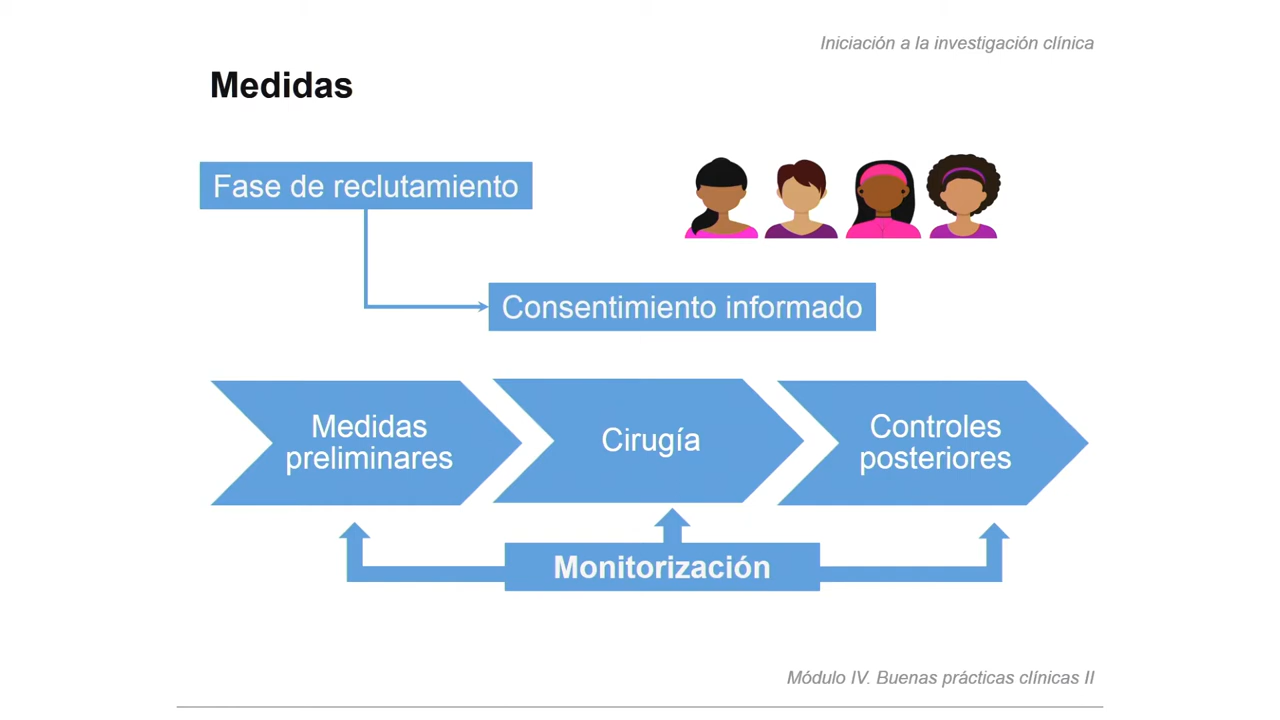 Iniciación a la investigación clínica
Medidas
Fase de reclutamiento
Consentimiento informado
Medidas
preliminares
Cirugía
Controles
posteriores
Monitorización
Módulo IV. Buenas prácticas clínicas II